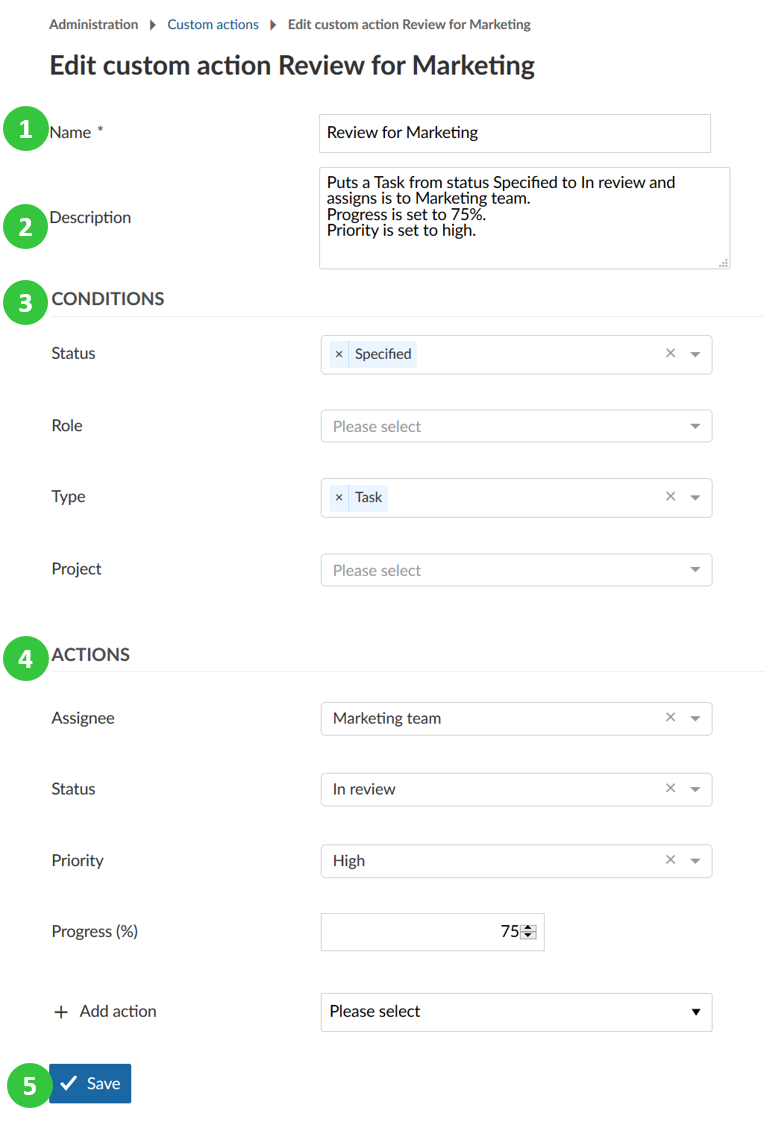 Administration Custom actions Edit custom action Review for Marketing
Edit custom action Review for Marketing
1 Name * Review for Marketing
2 Description
Puts a Task from status Specified to In review and
assigns is to Marketing team.
Progress is set to 75%.
Priority is set to high.
3 CONDITIONS
Status × Specified ×
Role Please select
Type × Task ×
Project Please select
4 ACTIONS
Assignee Marketing team ×
Status In review ×
Priority High ×
Progress (%) 75
+ Add action Please select
5 Save